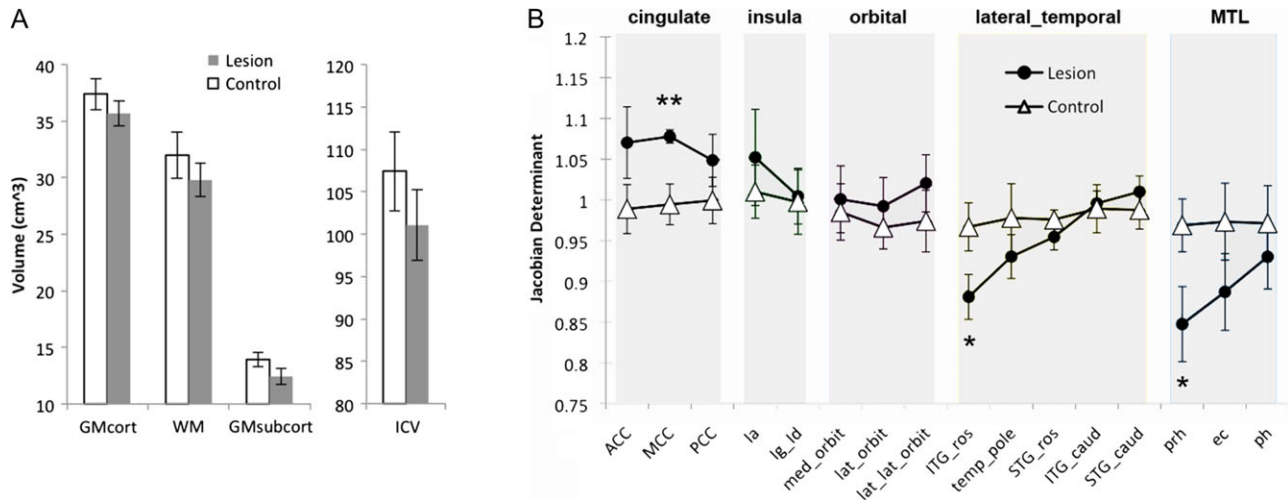 A
Lesion
Control
Volume (cm^3)
40
35
30
25
20
15
10
GMcort WM GMsubcort
120
115
110
105
100
95
90
85
80
ICV
B
cingulate insula orbital lateral_temporal MTL
Jacobian Determinant
1.2
1.15
1.1
1.05
1
0.95
0.9
0.85
0.8
0.75
Lesion
Control
**
*
*
ACC MCC PCC Ia Ig_Id med_orbit lat_orbit lat_lat_orbit ITG_ros temp_pole STG_ros ITG_caud STG_caud prh ec ph